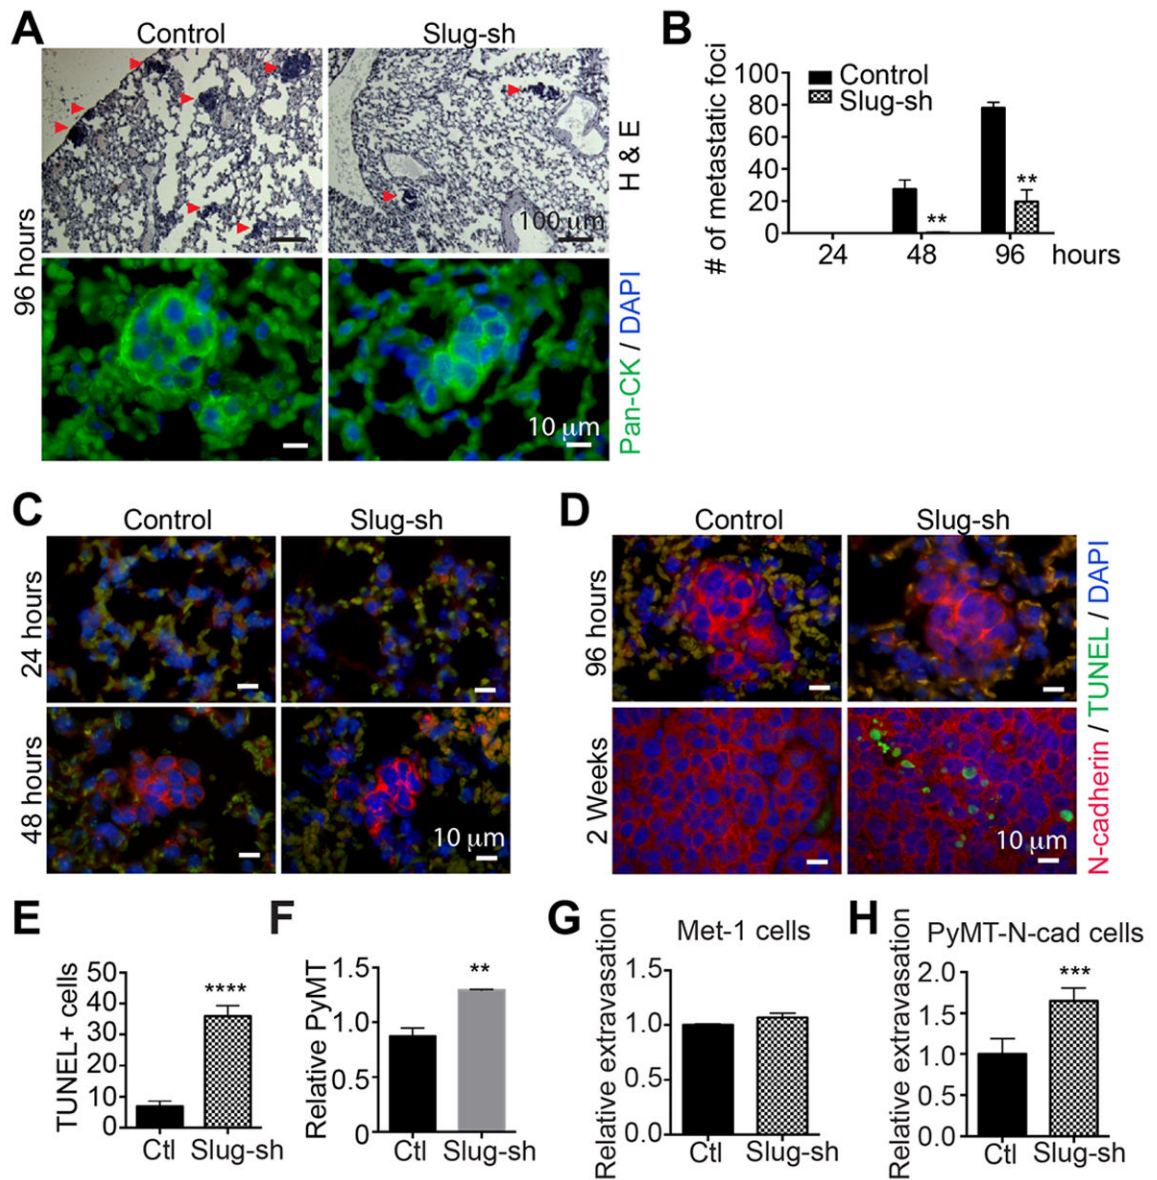 A
Control
Slug-sh
96 hours
H & E
100 µm
Pan-CK / DAPI
10 µm
B
# of metastatic foci
100
80
60
40
20
0
Control
Slug-sh
**
**
24 48 96 hours
C
Control
Slug-sh
24 hours
48 hours
10 µm
D
Control
Slug-sh
96 hours
2 Weeks
N-cadherin / TUNEL / DAPI
10 µm
E
TUNEL+ cells
50
40
30
20
10
0
****
Ctl Slug-sh
F
Relative PyMT
1.5
1.0
0.5
0
**
Ctl Slug-sh
G
Met-1 cells
Relative extravasation
1.5
1.0
0.5
0.0
Ctl Slug-sh
H
PyMT-N-cad cells
Relative extravasation
2.0
1.5
1.0
0.5
0.0
***
Ctl Slug-sh